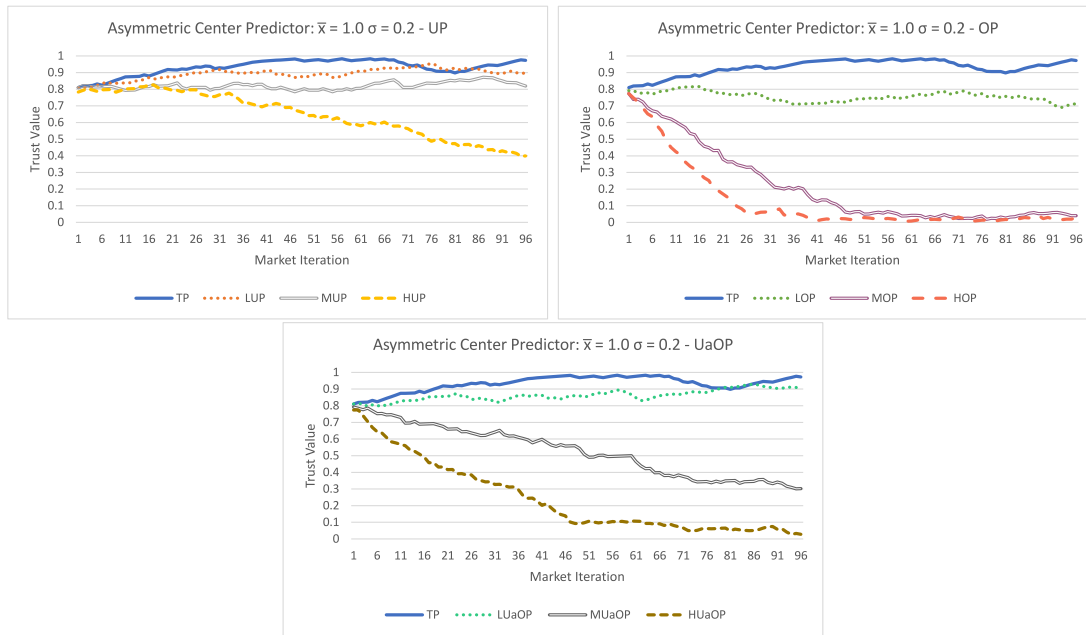 Asymmetric Center Predictor: x̅ = 1.0 σ = 0.2 - UP
Trust Value
1
0.9
0.8
0.7
0.6
0.5
0.4
0.3
0.2
0.1
0
1 6 11 16 21 26 31 36 41 46 51 56 61 66 71 76 81 86 91 96
Market Iteration
TP LUP MUP HUP
Asymmetric Center Predictor: x̅ = 1.0 σ = 0.2 - OP
Trust Value
1
0.9
0.8
0.7
0.6
0.5
0.4
0.3
0.2
0.1
0
1 6 11 16 21 26 31 36 41 46 51 56 61 66 71 76 81 86 91 96
Market Iteration
TP LOP MOP HOP
Asymmetric Center Predictor: x̅ = 1.0 σ = 0.2 - UaOP
Trust Value
1
0.9
0.8
0.7
0.6
0.5
0.4
0.3
0.2
0.1
0
1 6 11 16 21 26 31 36 41 46 51 56 61 66 71 76 81 86 91 96
Market Iteration
TP LUaOP MUaOP HUaOP